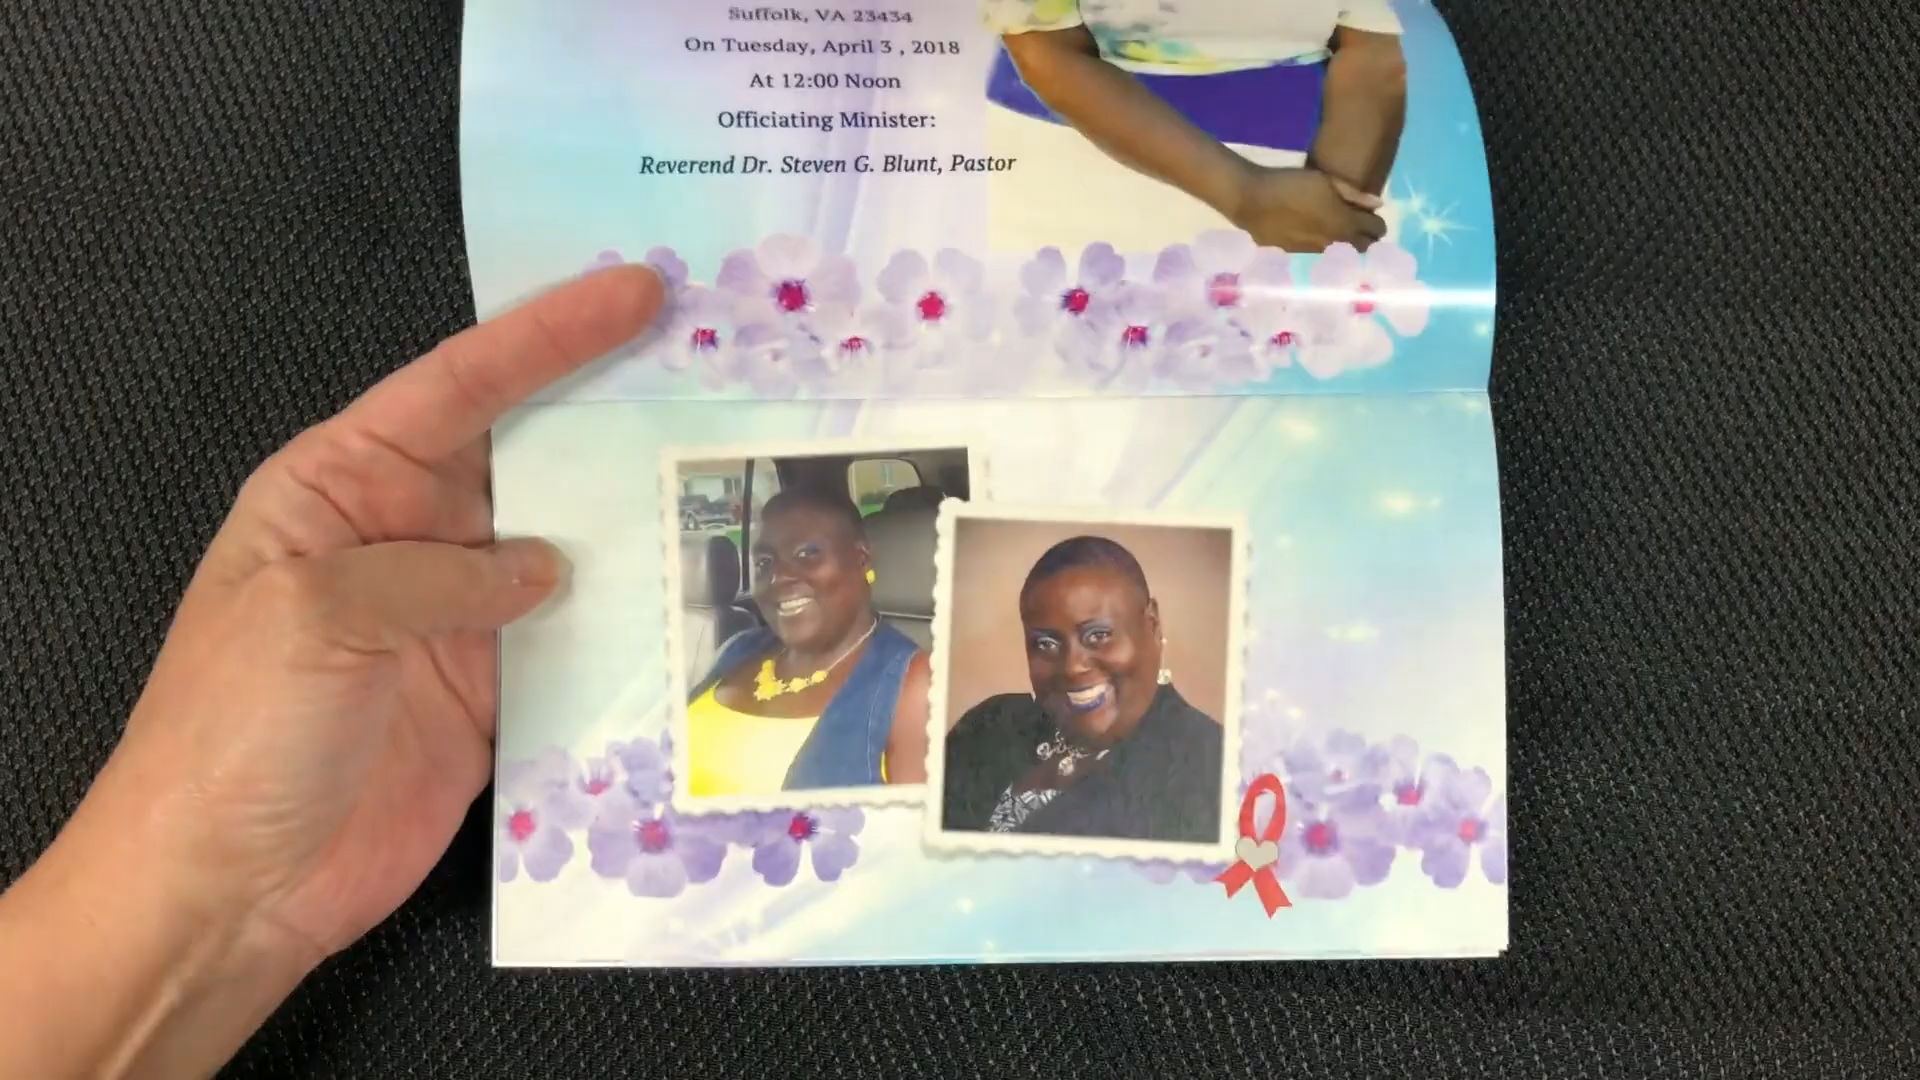 Suffolk, VA 23434
On Tuesday, April 3 , 2018
At 12:00 Noon
Officiating Minister:
Reverend Dr. Steven G. Blunt, Pastor